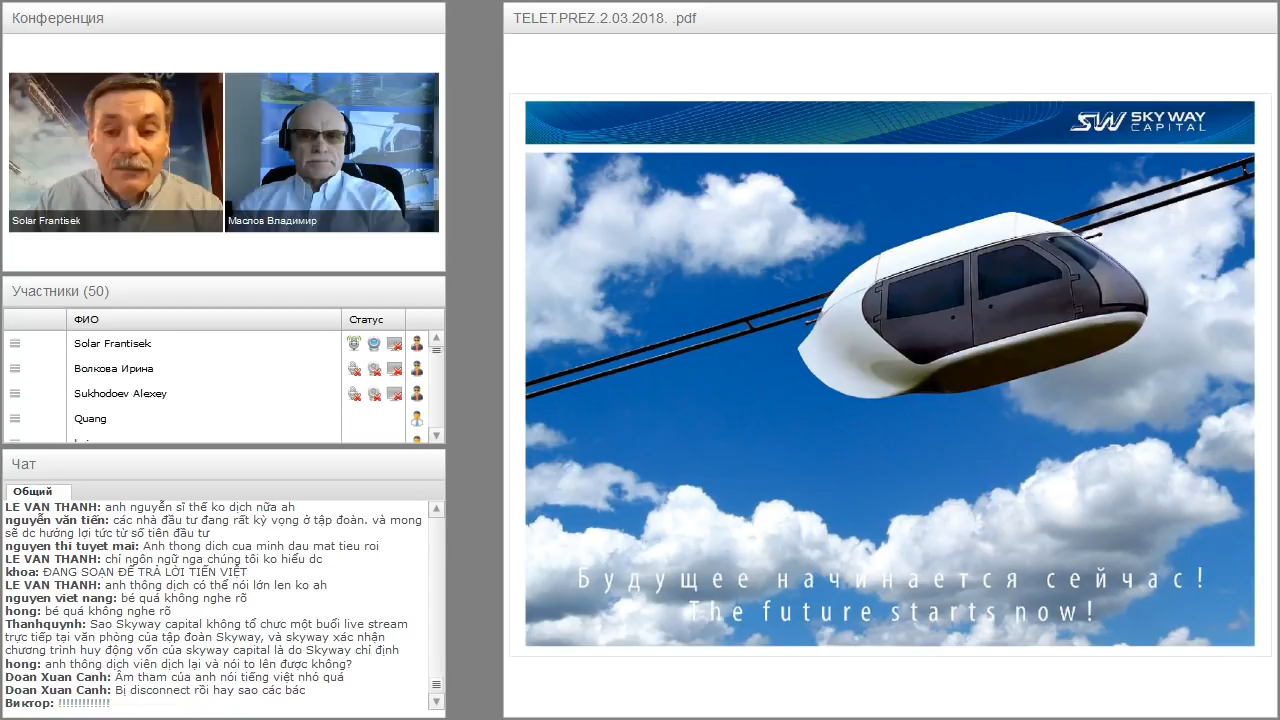 Конференция
Solar Frantisek
Маслов Владимир
Участники (50)
ФИО
Статус
Solar Frantisek
Волкова Ирина
Sukhodoev Alexey
Quang
Чат
Общий
LE VAN THANH: anh nguyễn sĩ thế ko dịch nữa ah
nguyễn văn tiến: các nhà đầu tư đang rất kỳ vọng ở tập đoàn. và mong
sẽ dc hưởng lợi tức từ số tiền đầu tư
nguyen thi tuyet mai: Anh thong dich cua minh dau mat tieu roi
LE VAN THANH: chỉ ngôn ngữ nga chúng tôi ko hiểu dc
khoa: ĐANG SOẠN ĐỂ TRẢ LỜI TIẾN VIẾT
LE VAN THANH: anh thông dịch có thể nói lớn len ko ah
nguyen viet nang: bé quá không nghe rõ
hong: bé quá không nghe rõ
Thanhquynh: Sao Skyway capital không tổ chưc một buổi live stream
trực tiếp tại văn phòng của tập đoàn Skyway, và skyway xác nhận
chương trình huy động vốn của skyway capital là do Skyway chỉ định
hong: anh thông dịch viên dịch lại và nói to lên được không?
Doan Xuan Canh: Âm tham của anh nói tiếng việt nhỏ quá
Doan Xuan Canh: Bị disconnect rồi hay sao các bác
Виктор: !!!!!!!!!!!!!
TELET.PREZ.2.03.2018. .pdf
SW SKY WAY
CAPITAL
Будущее начинается сейчас!
The future starts now!